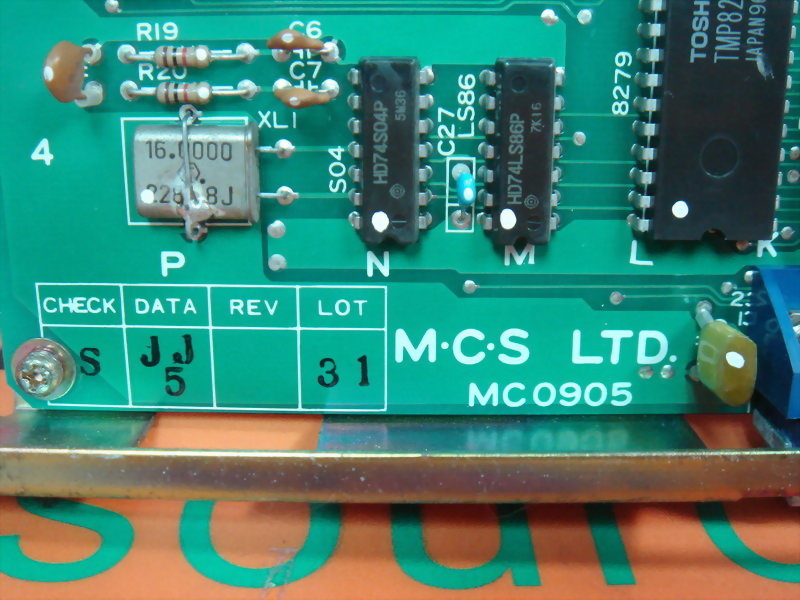 R19
C6
R20
C7
XL1
16.0000
S04
HD74S04P
5M36
C27
LS86
HD74LS86P
7K16
8279
TOSH
TMP82
JAPAN
4
P
N
M
L
K
CHECK DATA REV LOT
S JJ 5 31
M·C·S LTD.
MC0905
sour